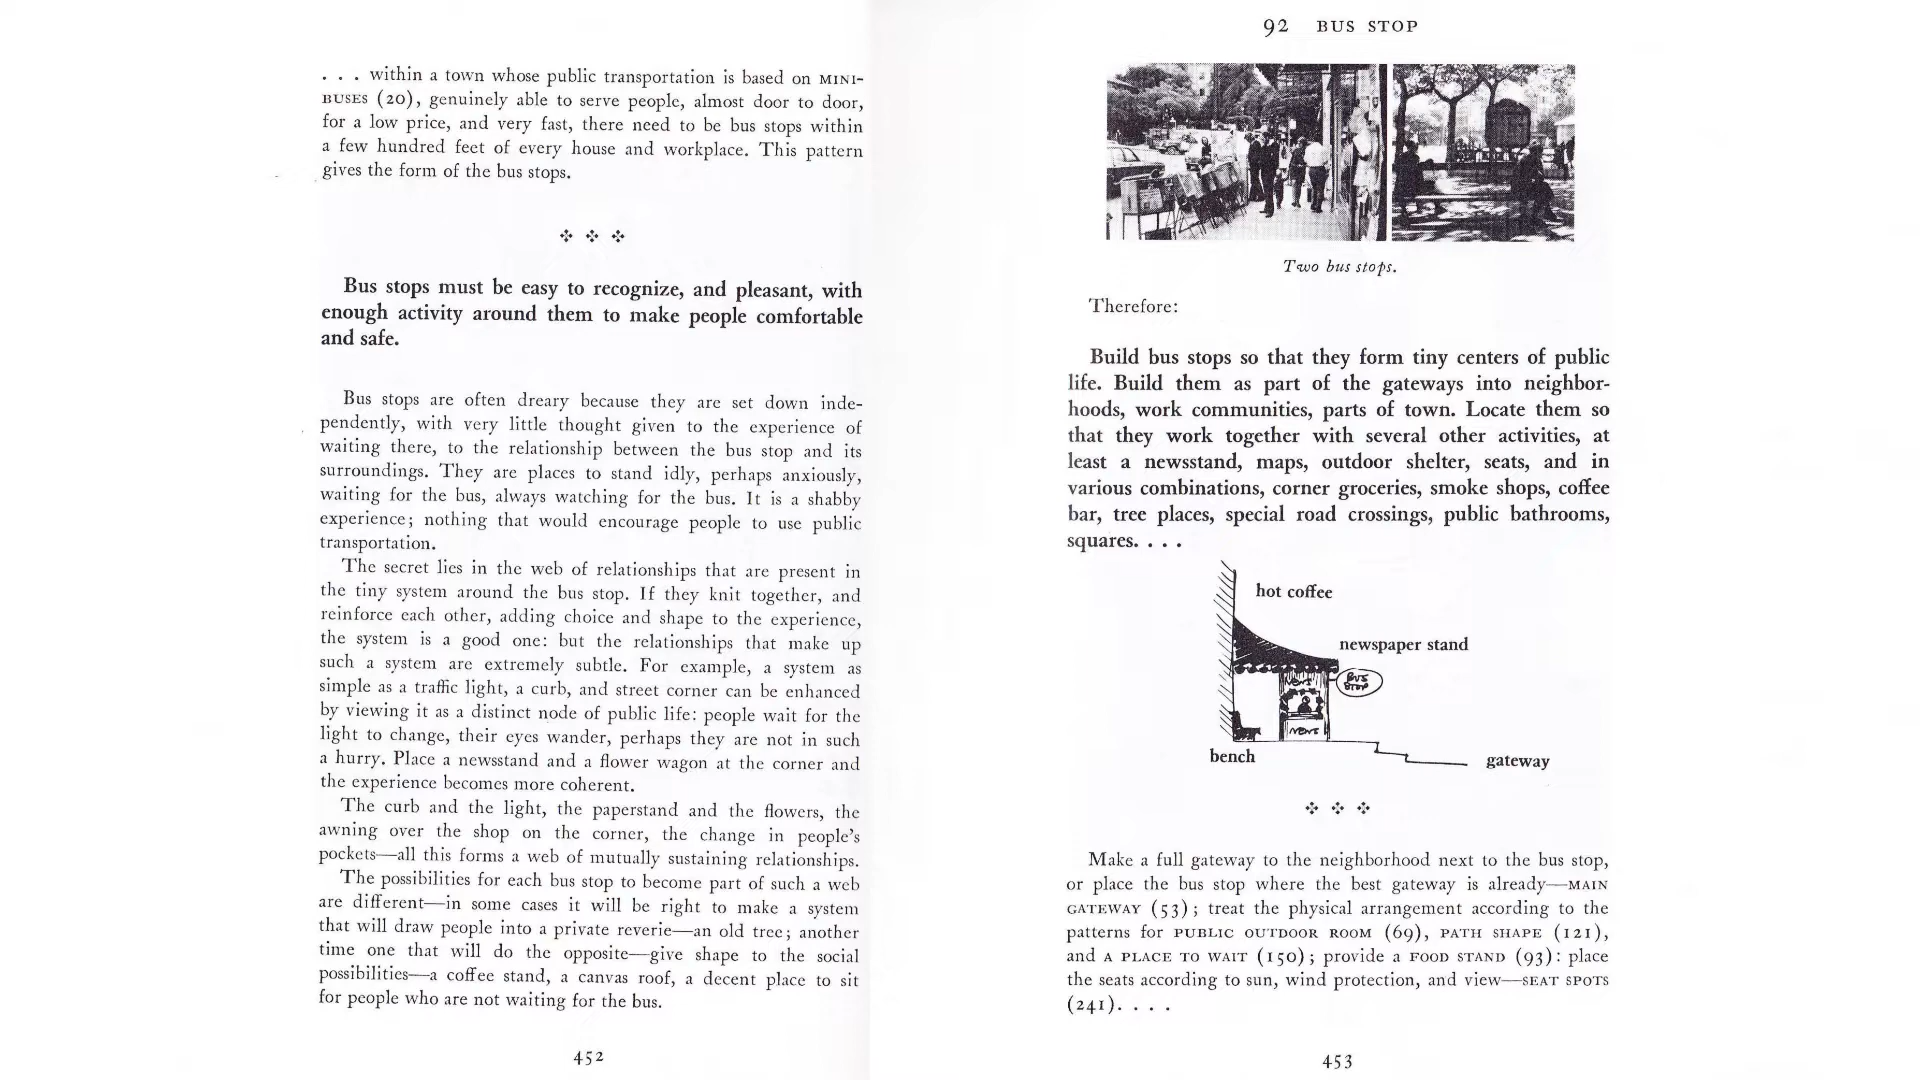 . . . within a town whose public transportation is based on MINI-
BUSES (20), genuinely able to serve people, almost door to door,
for a low price, and very fast, there need to be bus stops within
a few hundred feet of every house and workplace. This pattern
gives the form of the bus stops.
Bus stops must be easy to recognize, and pleasant, with
enough activity around them to make people comfortable
and safe.
Bus stops are often dreary because they are set down inde-
pendently, with very little thought given to the experience of
waiting there, to the relationship between the bus stop and its
surroundings. They are places to stand idly, perhaps anxiously,
waiting for the bus, always watching for the bus. It is a shabby
experience; nothing that would encourage people to use public
transportation.
The secret lies in the web of relationships that are present in
the tiny system around the bus stop. If they knit together, and
reinforce each other, adding choice and shape to the experience,
the system is a good one: but the relationships that make up
such a system are extremely subtle. For example, a system as
simple as a traffic light, a curb, and street corner can be enhanced
by viewing it as a distinct node of public life: people wait for the
light to change, their eyes wander, perhaps they are not in such
a hurry. Place a newsstand and a flower wagon at the corner and
the experience becomes more coherent.
The curb and the light, the paperstand and the flowers, the
awning over the shop on the corner, the change in people's
pockets—all this forms a web of mutually sustaining relationships.
The possibilities for each bus stop to become part of such a web
are different—in some cases it will be right to make a system
that will draw people into a private reverie—an old tree; another
time one that will do the opposite—give shape to the social
possibilities—a coffee stand, a canvas roof, a decent place to sit
for people who are not waiting for the bus.
452
92 BUS STOP
Two bus stops.
Therefore:
Build bus stops so that they form tiny centers of public
life. Build them as part of the gateways into neighbor-
hoods, work communities, parts of town. Locate them so
that they work together with several other activities, at
least a newsstand, maps, outdoor shelter, seats, and in
various combinations, corner groceries, smoke shops, coffee
bar, tree places, special road crossings, public bathrooms,
squares. . . .
hot coffee
newspaper stand
NEWS
BUS
STOP
NEWS
bench
gateway
Make a full gateway to the neighborhood next to the bus stop,
or place the bus stop where the best gateway is already—MAIN
GATEWAY (53); treat the physical arrangement according to the
patterns for PUBLIC OUTDOOR ROOM (69), PATH SHAPE (121),
and A PLACE TO WAIT (150); provide a FOOD STAND (93): place
the seats according to sun, wind protection, and view—SEAT SPOTS
(241). . . .
453